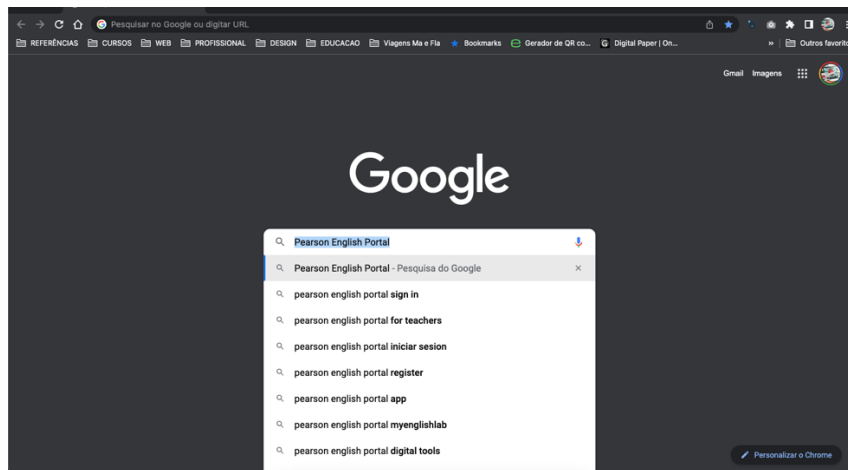 Pesquisar no Google ou digitar URL
REFERÊNCIAS CURSOS WEB PROFISSIONAL DESIGN EDUCACAO Viagens Ma e Fla Bookmarks Gerador de QR co... G Digital Paper | On... » Outros favorito
Gmail Imagens
Google
Pearson English Portal
Pearson English Portal - Pesquisa do Google
pearson english portal sign in
pearson english portal for teachers
pearson english portal iniciar sesion
pearson english portal register
pearson english portal app
pearson english portal myenglishlab
pearson english portal digital tools
Personalizar o Chrome